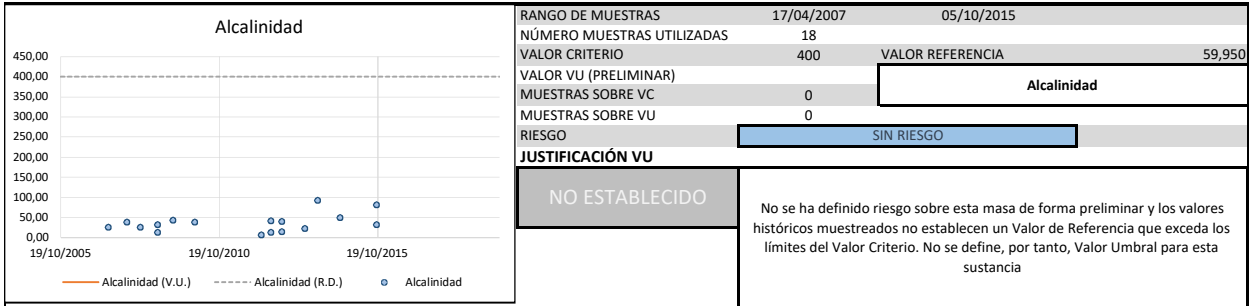 Alcalinidad
450,00
400,00
350,00
300,00
250,00
200,00
150,00
100,00
50,00
0,00
19/10/2005 19/10/2010 19/10/2015
Alcalinidad (V.U.) Alcalinidad (R.D.) Alcalinidad
RANGO DE MUESTRAS 17/04/2007 05/10/2015
NÚMERO MUESTRAS UTILIZADAS 18
VALOR CRITERIO 400 VALOR REFERENCIA 59,950
VALOR VU (PRELIMINAR)
Alcalinidad
MUESTRAS SOBRE VC 0
MUESTRAS SOBRE VU 0
RIESGO SIN RIESGO
JUSTIFICACIÓN VU
NO ESTABLECIDO
No se ha definido riesgo sobre esta masa de forma preliminar y los valores
históricos muestreados no establecen un Valor de Referencia que exceda los
límites del Valor Criterio. No se define, por tanto, Valor Umbral para esta
sustancia